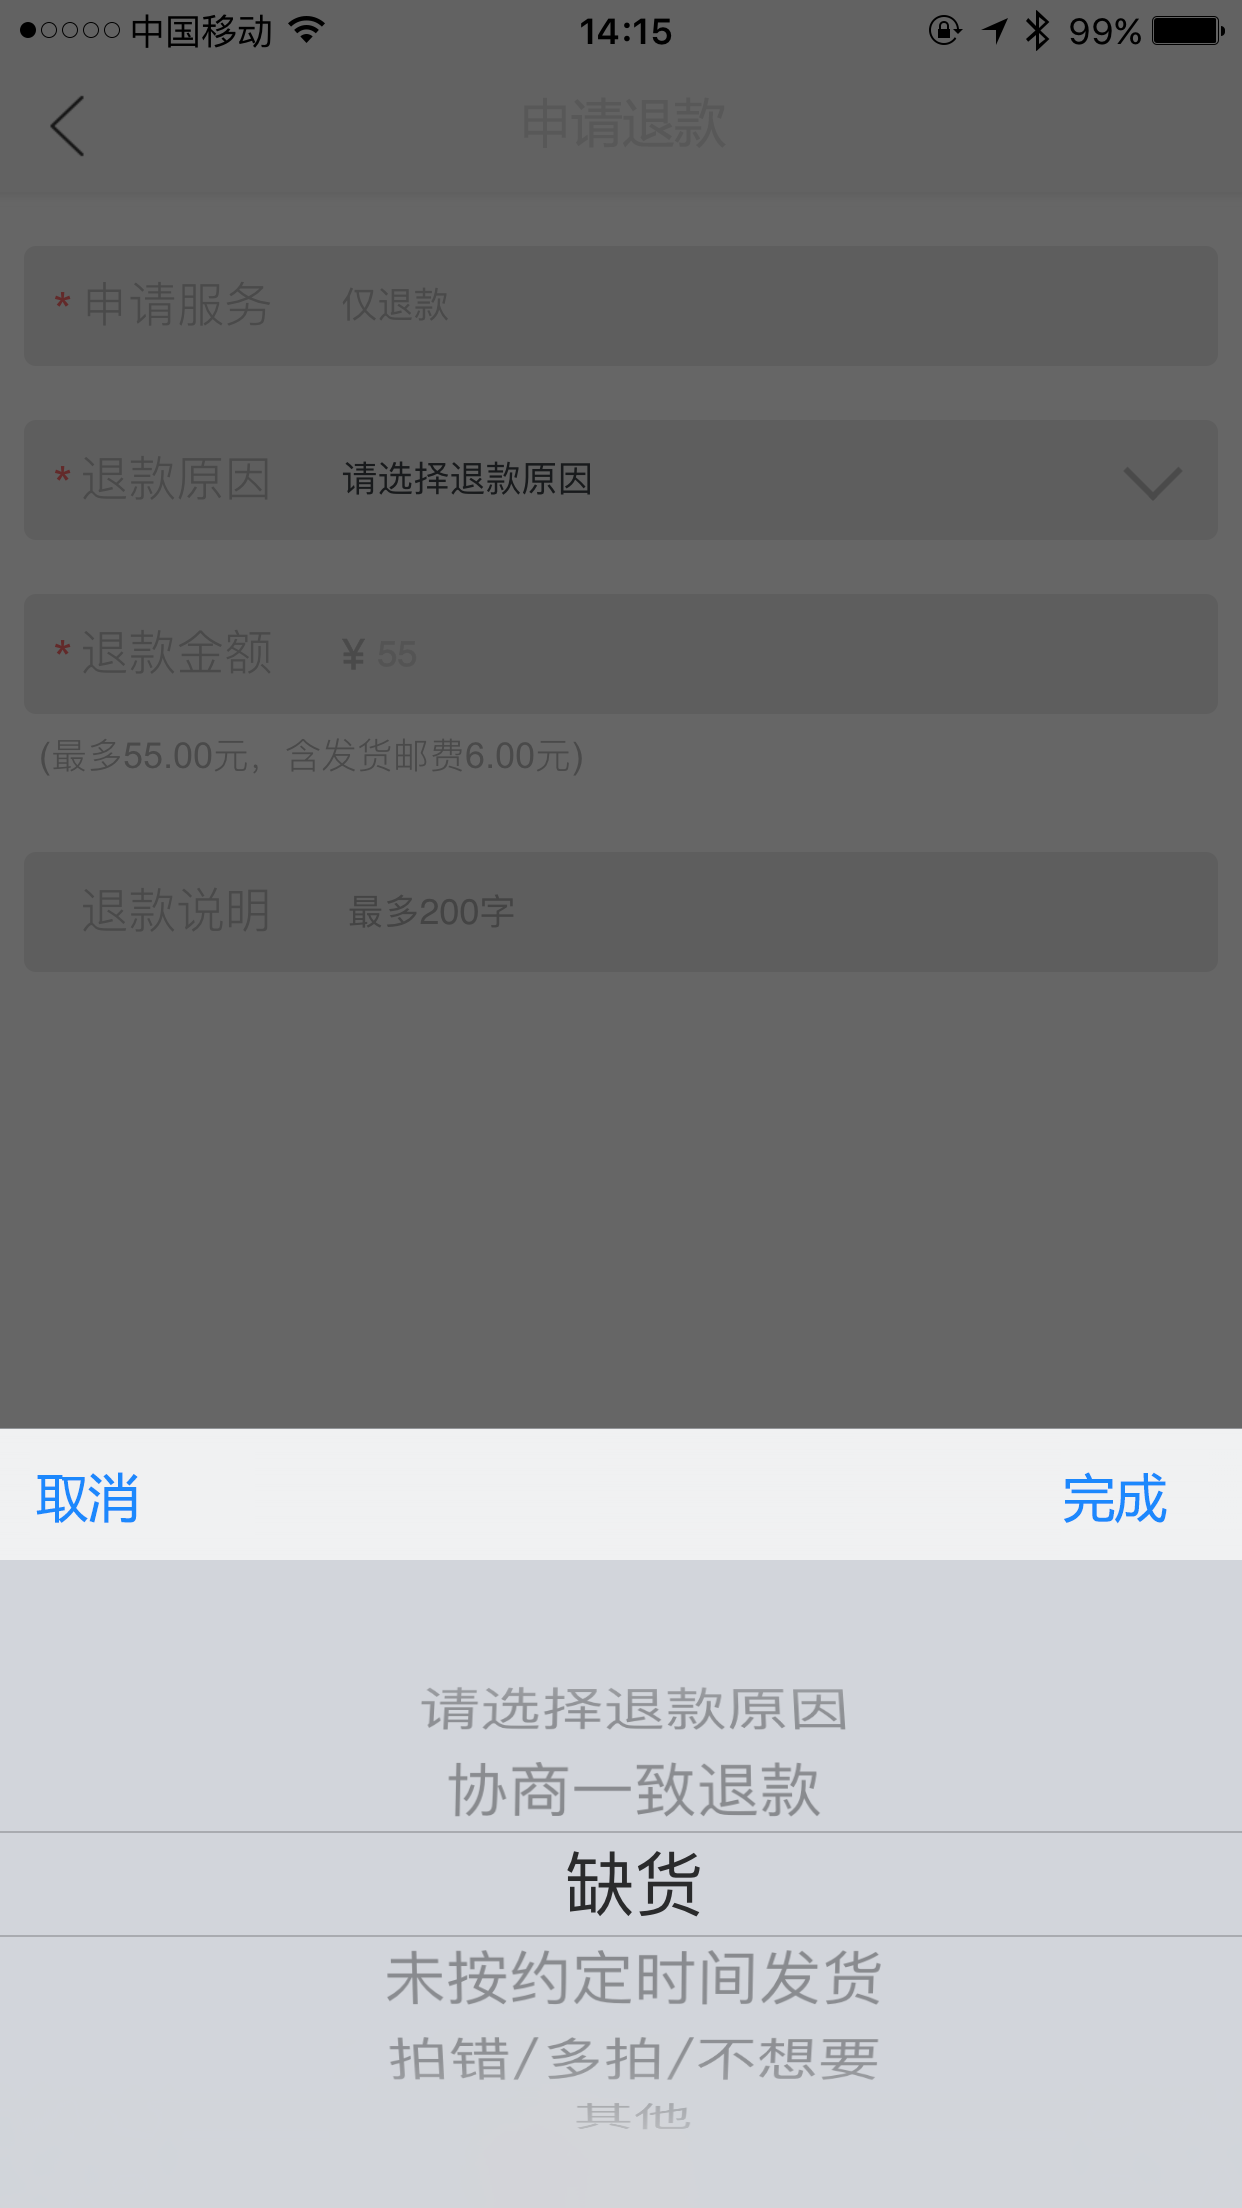 中国移动 14:15 99%
申请退款
* 申请服务 仅退款
* 退款原因 请选择退款原因
* 退款金额 ¥ 55
(最多55.00元，含发货邮费6.00元)
退款说明 最多200字
取消 完成
请选择退款原因
协商一致退款
缺货
未按约定时间发货
拍错/多拍/不想要
其他